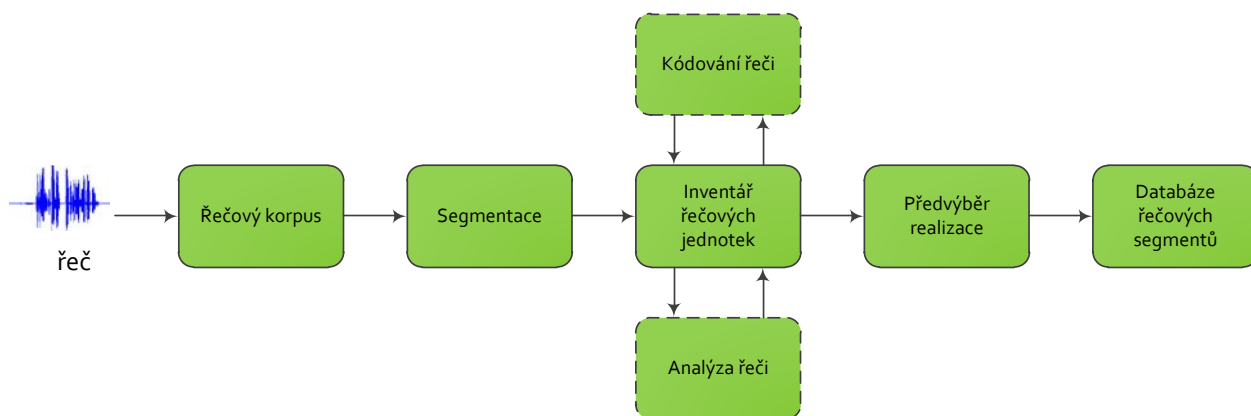 Kódování řeči
řeč
Řečový korpus
Segmentace
Inventář
řečových
jednotek
Předvýběr
realizace
Databáze
řečových
segmentů
Analýza řeči